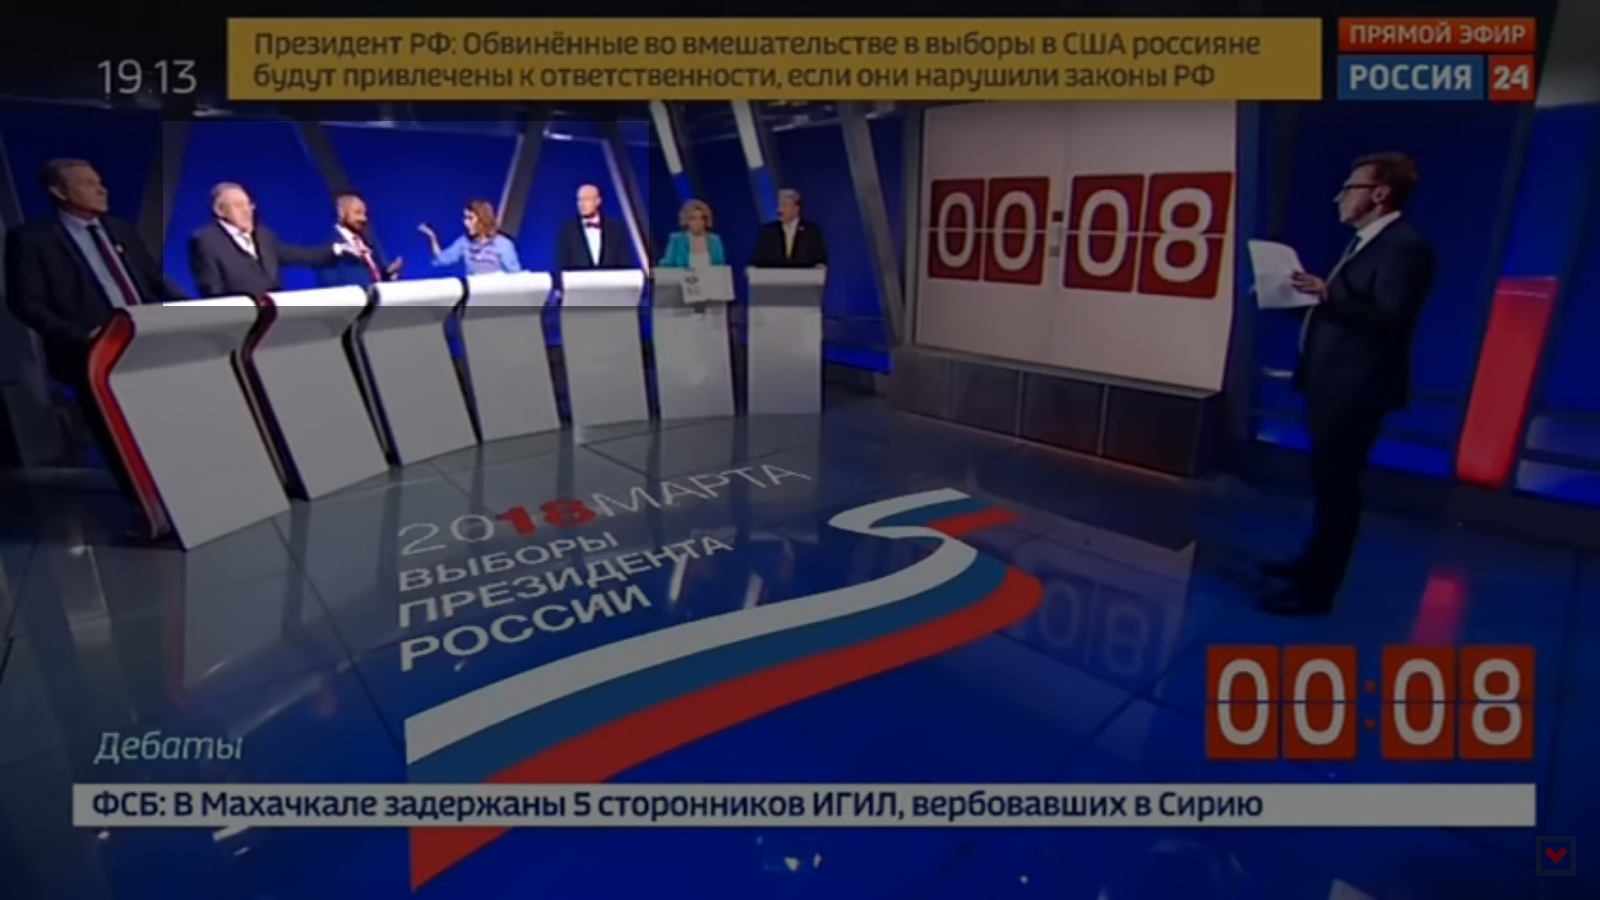 19:13
Президент РФ: Обвинённые во вмешательстве в выборы в США россияне
будут привлечены к ответственности, если они нарушили законы РФ
ПРЯМОЙ ЭФИР
РОССИЯ 24
00:08
2018 МАРТА
ВЫБОРЫ
ПРЕЗИДЕНТА
РОССИИ
00:08
Дебаты
ФСБ: В Махачкале задержаны 5 сторонников ИГИЛ, вербовавших в Сирию